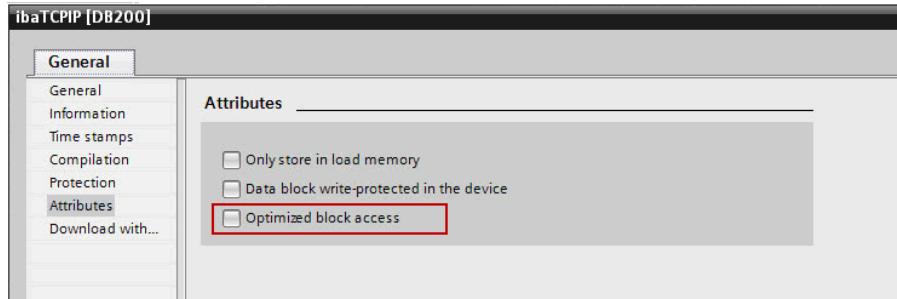 ibaTCPIP [DB200]
General
General
Information
Time stamps
Compilation
Protection
Attributes
Download with...
Attributes
Only store in load memory
Data block write-protected in the device
Optimized block access